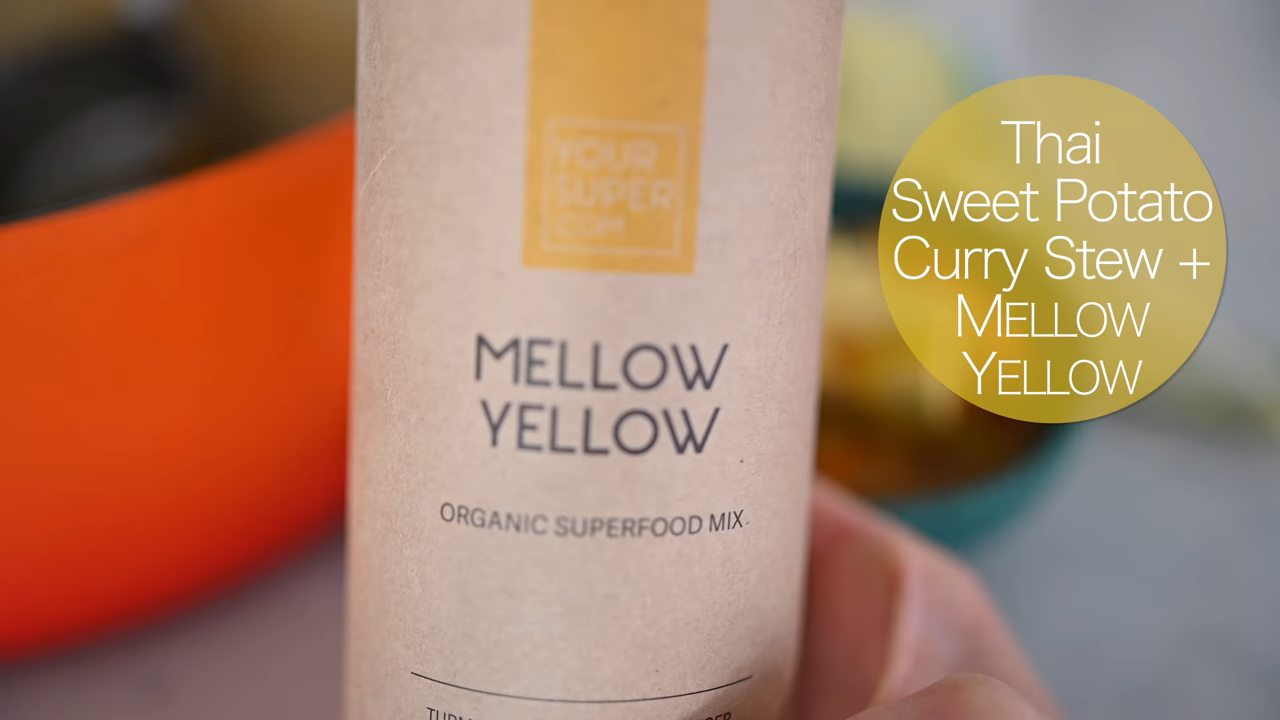 YOUR
SUPER
.COM
MELLOW
YELLOW
ORGANIC SUPERFOOD MIX
Thai
Sweet Potato
Curry Stew +
MELLOW
YELLOW